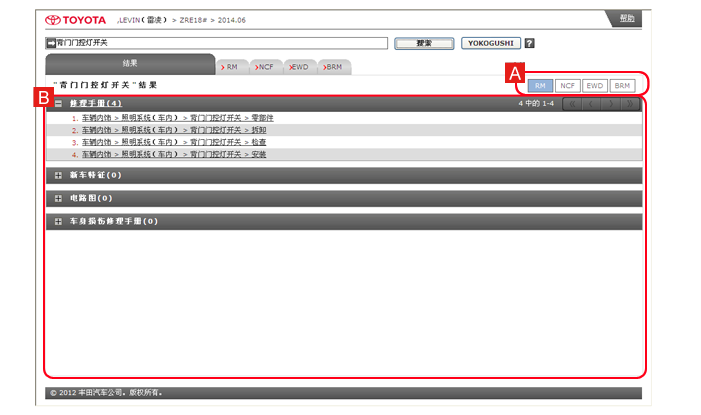 TOYOTA ,LEVIN(雷凌) > ZRE18# > 2014.06 帮助
背门门控灯开关 搜索 YOKOGUSHI ?
结果 RM NCF EWD BRM
A
"背门门控灯开关"结果 RM NCF EWD BRM
B
修理手册(4) 4 中的 1-4
1. 车辆内饰 > 照明系统(车内) > 背门门控灯开关 > 零部件
2. 车辆内饰 > 照明系统(车内) > 背门门控灯开关 > 拆卸
3. 车辆内饰 > 照明系统(车内) > 背门门控灯开关 > 检查
4. 车辆内饰 > 照明系统(车内) > 背门门控灯开关 > 安装
新车特征(0)
电路图(0)
车身损伤修理手册(0)
© 2012 丰田汽车公司。版权所有。